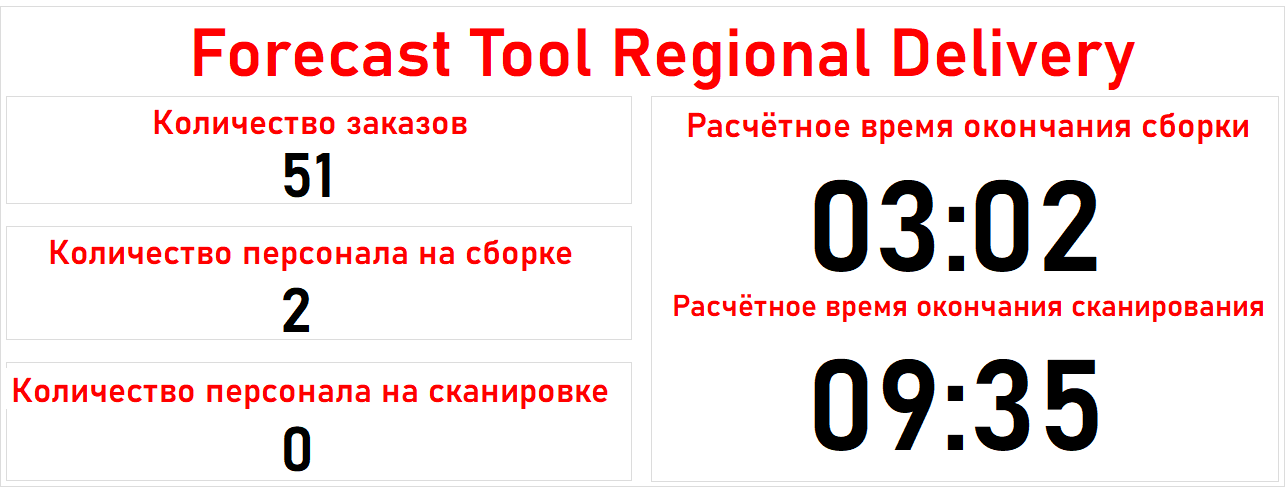 Forecast Tool Regional Delivery
Количество заказов
51
Количество персонала на сборке
2
Количество персонала на сканировке
0
Расчётное время окончания сборки
03:02
Расчётное время окончания сканирования
09:35